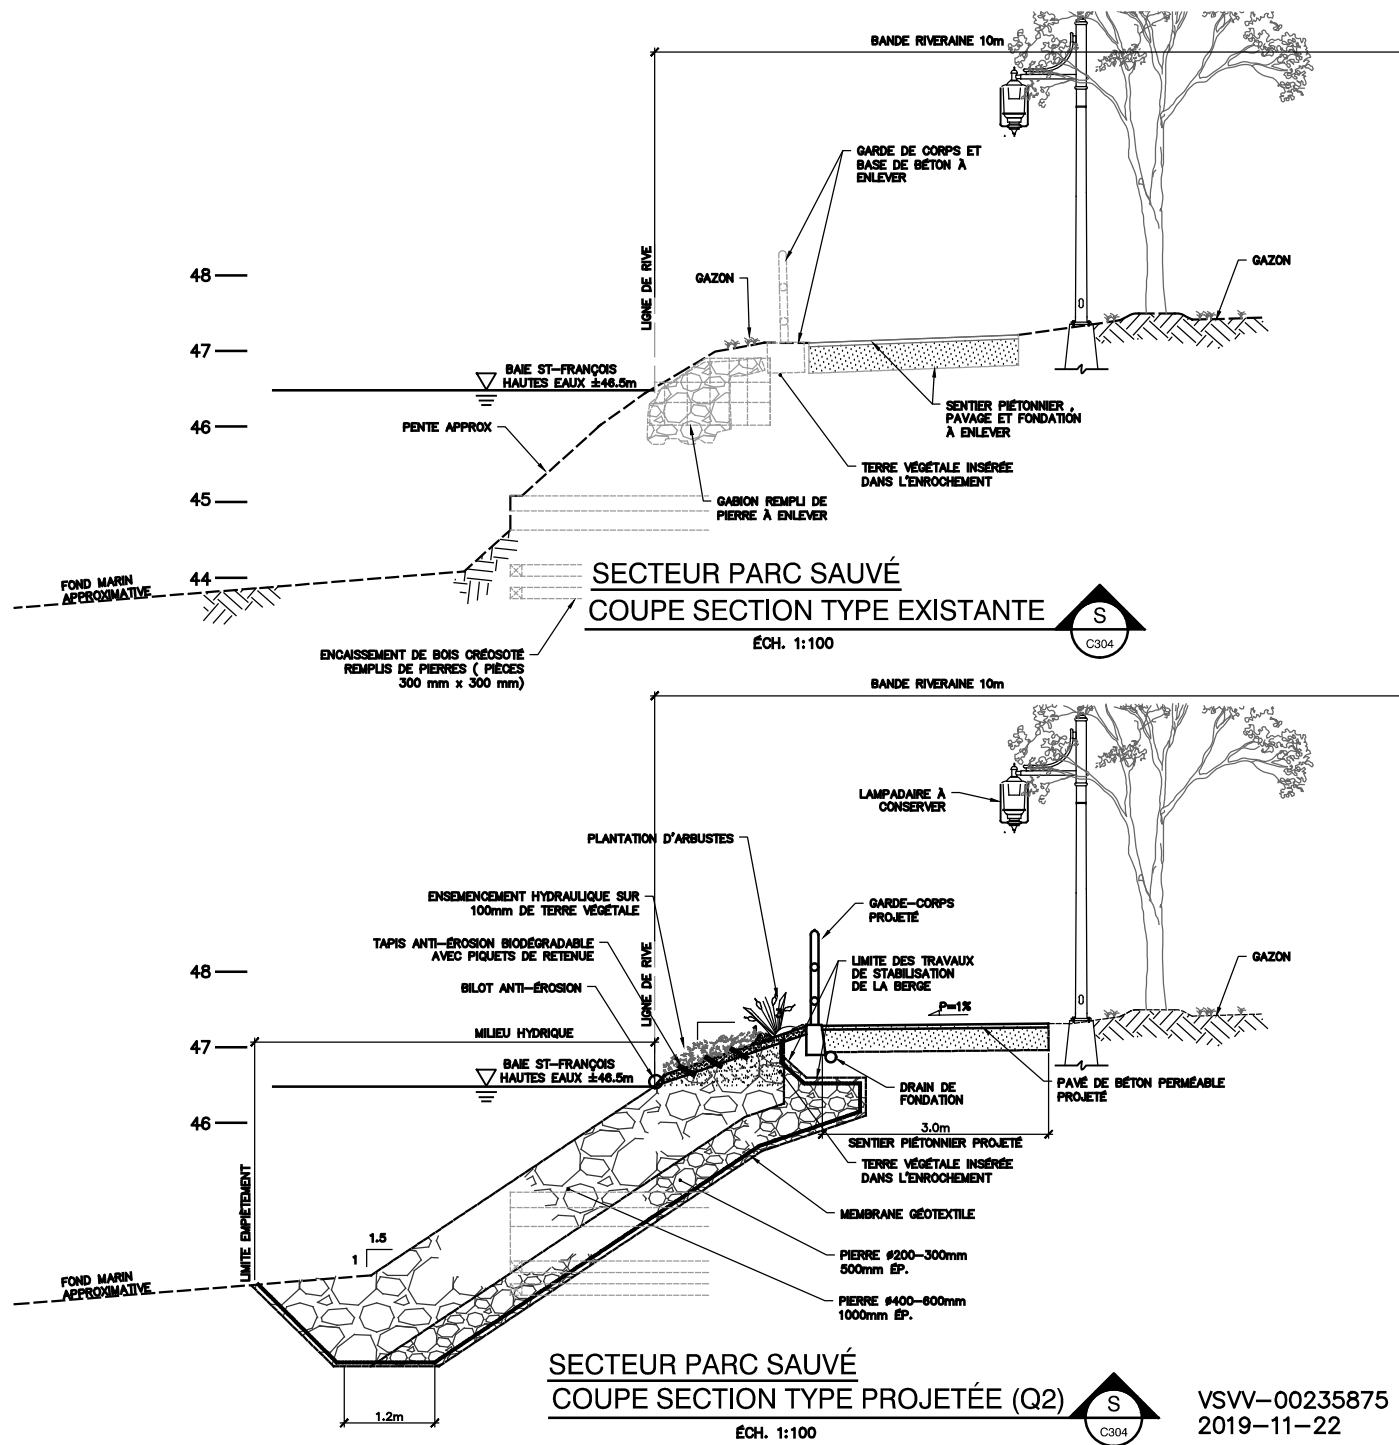 BANDE RIVERAINE 10m
GARDE DE CORPS ET
BASE DE BÉTON À
ENLEVER
LIGNE DE RIVE
GAZON
GAZON
48
47
46
45
44
BAIE ST-FRANÇOIS
HAUTES EAUX ±46.5m
PENTE APPROX
SENTIER PIÉTONNIER,
PAVAGE ET FONDATION
À ENLEVER
TERRE VÉGÉTALE INSÉRÉE
DANS L'ENROCHEMENT
GABION REMPLI DE
PIERRE À ENLEVER
FOND MARIN
APPROXIMATIVE
ENCAISSEMENT DE BOIS CRÉOSOTÉ
REMPLIS DE PIERRES ( PIÈCES
300 mm x 300 mm)
SECTEUR PARC SAUVÉ
COUPE SECTION TYPE EXISTANTE
ÉCH. 1:100
S
C304
BANDE RIVERAINE 10m
LAMPADAIRE À
CONSERVER
PLANTATION D'ARBUSTES
ENSEMENCEMENT HYDRAULIQUE SUR
100mm DE TERRE VÉGÉTALE
GARDE-CORPS
PROJETÉ
TAPIS ANTI-ÉROSION BIODÉGRADABLE
AVEC PIQUETS DE RETENUE
LIGNE DE RIVE
LIMITE DES TRAVAUX
DE STABILISATION
DE LA BERGE
GAZON
BILOT ANTI-ÉROSION
48
47
46
P=1%
3
1
MILIEU HYDRIQUE
BAIE ST-FRANÇOIS
HAUTES EAUX ±46.5m
DRAIN DE
FONDATION
PAVÉ DE BÉTON PERMÉABLE
PROJETÉ
3.0m
SENTIER PIÉTONNIER PROJETÉ
TERRE VÉGÉTALE INSÉRÉE
DANS L'ENROCHEMENT
LIMITE EMPIÈTEMENT
MEMBRANE GÉOTEXTILE
1.5
1
PIERRE ø200-300mm
500mm ÉP.
FOND MARIN
APPROXIMATIVE
PIERRE ø400-600mm
1000mm ÉP.
1.2m
SECTEUR PARC SAUVÉ
COUPE SECTION TYPE PROJETÉE (Q2)
ÉCH. 1:100
S
C304
VSVV-00235875
2019-11-22